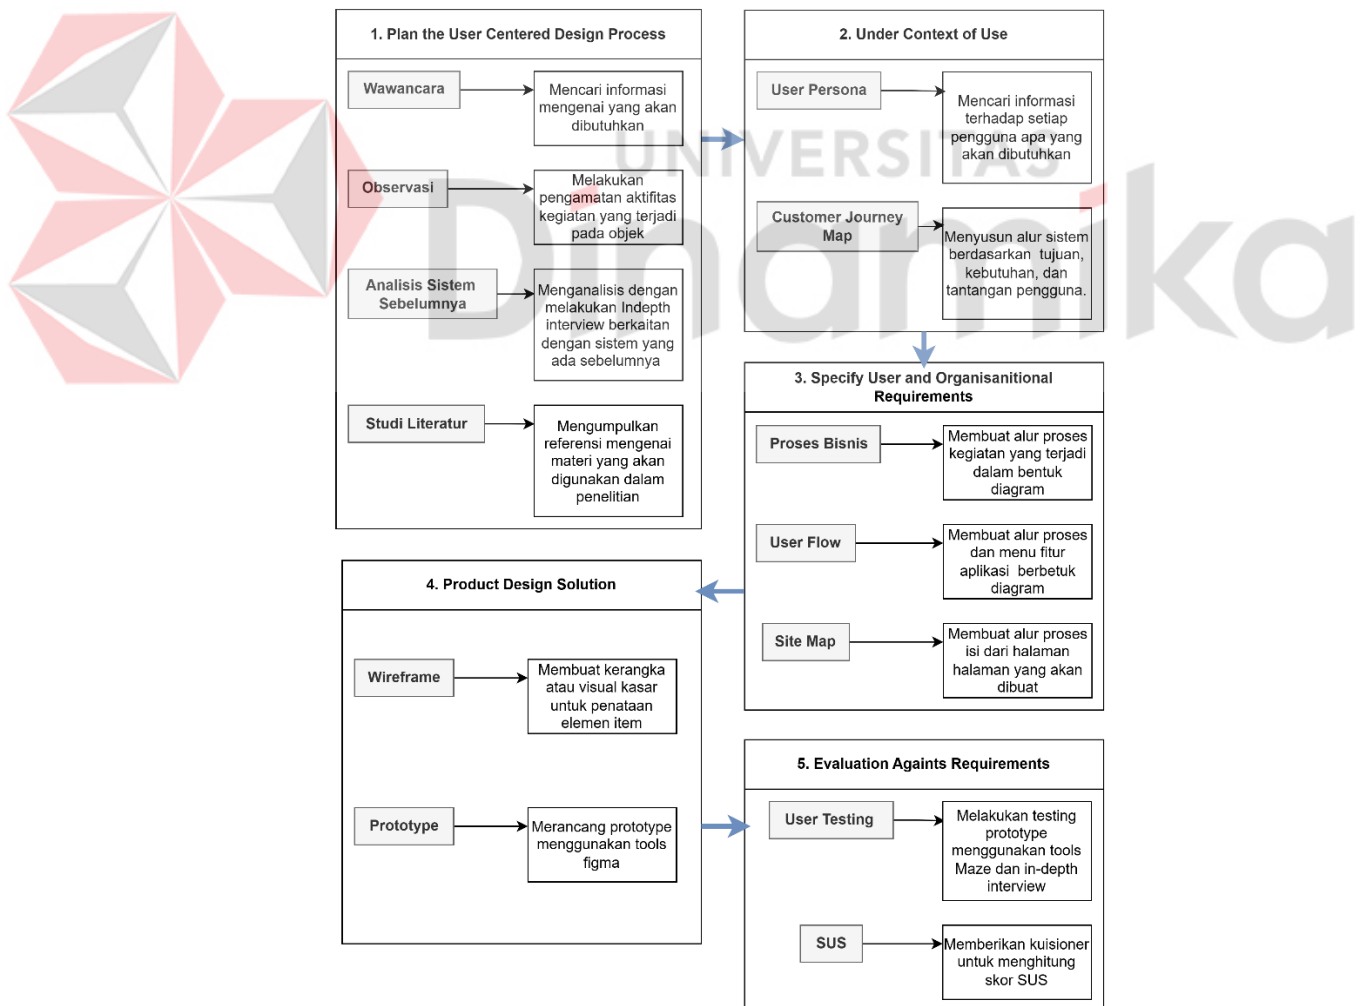 1. Plan the User Centered Design Process
Wawancara
Mencari informasi
mengenai yang akan
dibutuhkan
Observasi
Melakukan
pengamatan aktifitas
kegiatan yang terjadi
pada objek
Analisis Sistem
Sebelumnya
Menganalisis dengan
melakukan Indepth
interview berkaitan
dengan sistem yang
ada sebelumnya
Studi Literatur
Mengumpulkan
referensi mengenai
materi yang akan
digunakan dalam
penelitian
2. Under Context of Use
User Persona
Mencari informasi
terhadap setiap
pengguna apa yang
akan dibutuhkan
Customer Journey
Map
Menyusun alur sistem
berdasarkan tujuan,
kebutuhan, dan
tantangan pengguna.
UNIVERSITAS
Dinamika
3. Specify User and Organisanitional
Requirements
Proses Bisnis
Membuat alur proses
kegiatan yang terjadi
dalam bentuk
diagram
User Flow
Membuat alur proses
dan menu fitur
aplikasi berbetuk
diagram
Site Map
Membuat alur proses
isi dari halaman
halaman yang akan
dibuat
4. Product Design Solution
Wireframe
Membuat kerangka
atau visual kasar
untuk penataan
elemen item
Prototype
Merancang prototype
menggunakan tools
figma
5. Evaluation Againts Requirements
User Testing
Melakukan testing
prototype
menggunakan tools
Maze dan in-depth
interview
SUS
Memberikan kuisioner
untuk menghitung
skor SUS